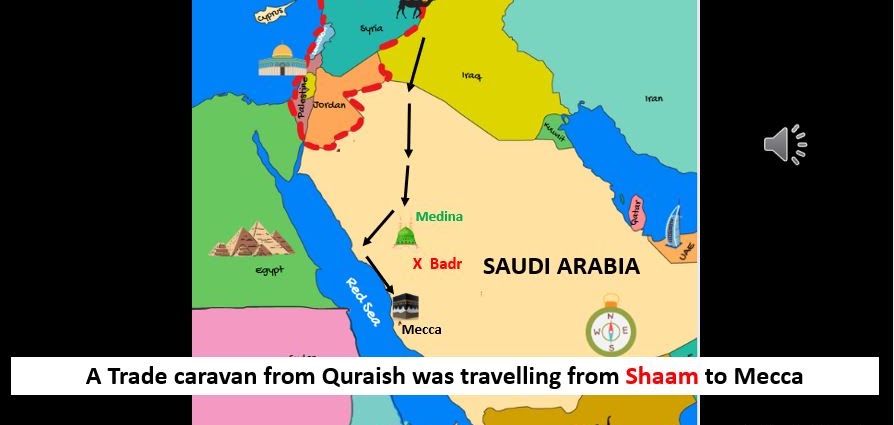 Cyprus
Syria
Iraq
Iran
Palestine
Jordan
Kuwait
Medina
Qatar
X Badr
SAUDI ARABIA
UAE
Egypt
Red Sea
N
W E
S
Mecca
A Trade caravan from Quraish was travelling from Shaam to Mecca